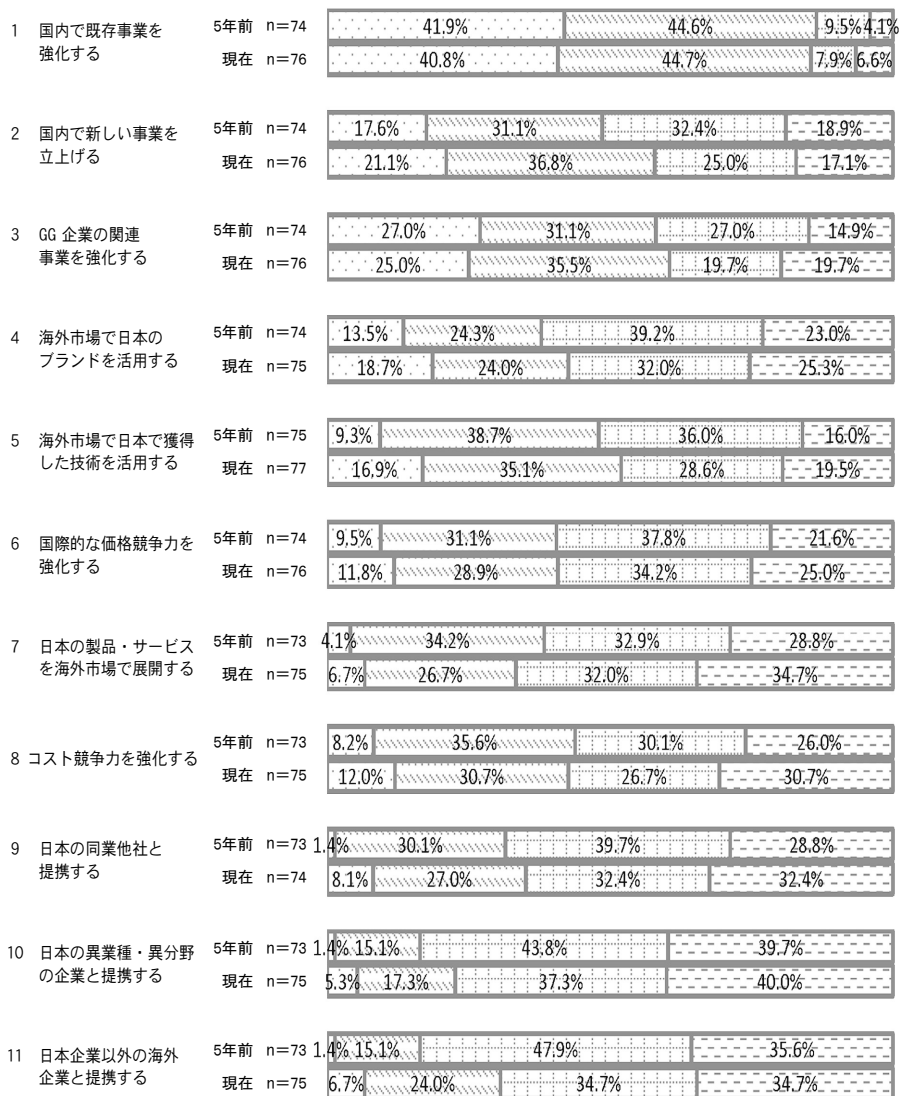 1 国内で既存事業を
強化する
5年前 n=74 41.9% 44.6% 9.5% 4.1%
現在 n=76 40.8% 44.7% 7.9% 6.6%
2 国内で新しい事業を
立上げる
5年前 n=74 17.6% 31.1% 32.4% 18.9%
現在 n=76 21.1% 36.8% 25.0% 17.1%
3 GG 企業の関連
事業を強化する
5年前 n=74 27.0% 31.1% 27.0% 14.9%
現在 n=76 25.0% 35.5% 19.7% 19.7%
4 海外市場で日本の
ブランドを活用する
5年前 n=74 13.5% 24.3% 39.2% 23.0%
現在 n=75 18.7% 24.0% 32.0% 25.3%
5 海外市場で日本で獲得
した技術を活用する
5年前 n=75 9.3% 38.7% 36.0% 16.0%
現在 n=77 16.9% 35.1% 28.6% 19.5%
6 国際的な価格競争力を
強化する
5年前 n=74 9.5% 31.1% 37.8% 21.6%
現在 n=76 11.8% 28.9% 34.2% 25.0%
7 日本の製品・サービス
を海外市場で展開する
5年前 n=73 4.1% 34.2% 32.9% 28.8%
現在 n=75 6.7% 26.7% 32.0% 34.7%
8 コスト競争力を強化する
5年前 n=73 8.2% 35.6% 30.1% 26.0%
現在 n=75 12.0% 30.7% 26.7% 30.7%
9 日本の同業他社と
提携する
5年前 n=73 1.4% 30.1% 39.7% 28.8%
現在 n=74 8.1% 27.0% 32.4% 32.4%
10 日本の異業種・異分野
の企業と提携する
5年前 n=73 1.4% 15.1% 43.8% 39.7%
現在 n=75 5.3% 17.3% 37.3% 40.0%
11 日本企業以外の海外
企業と提携する
5年前 n=73 1.4% 15.1% 47.9% 35.6%
現在 n=75 6.7% 24.0% 34.7% 34.7%